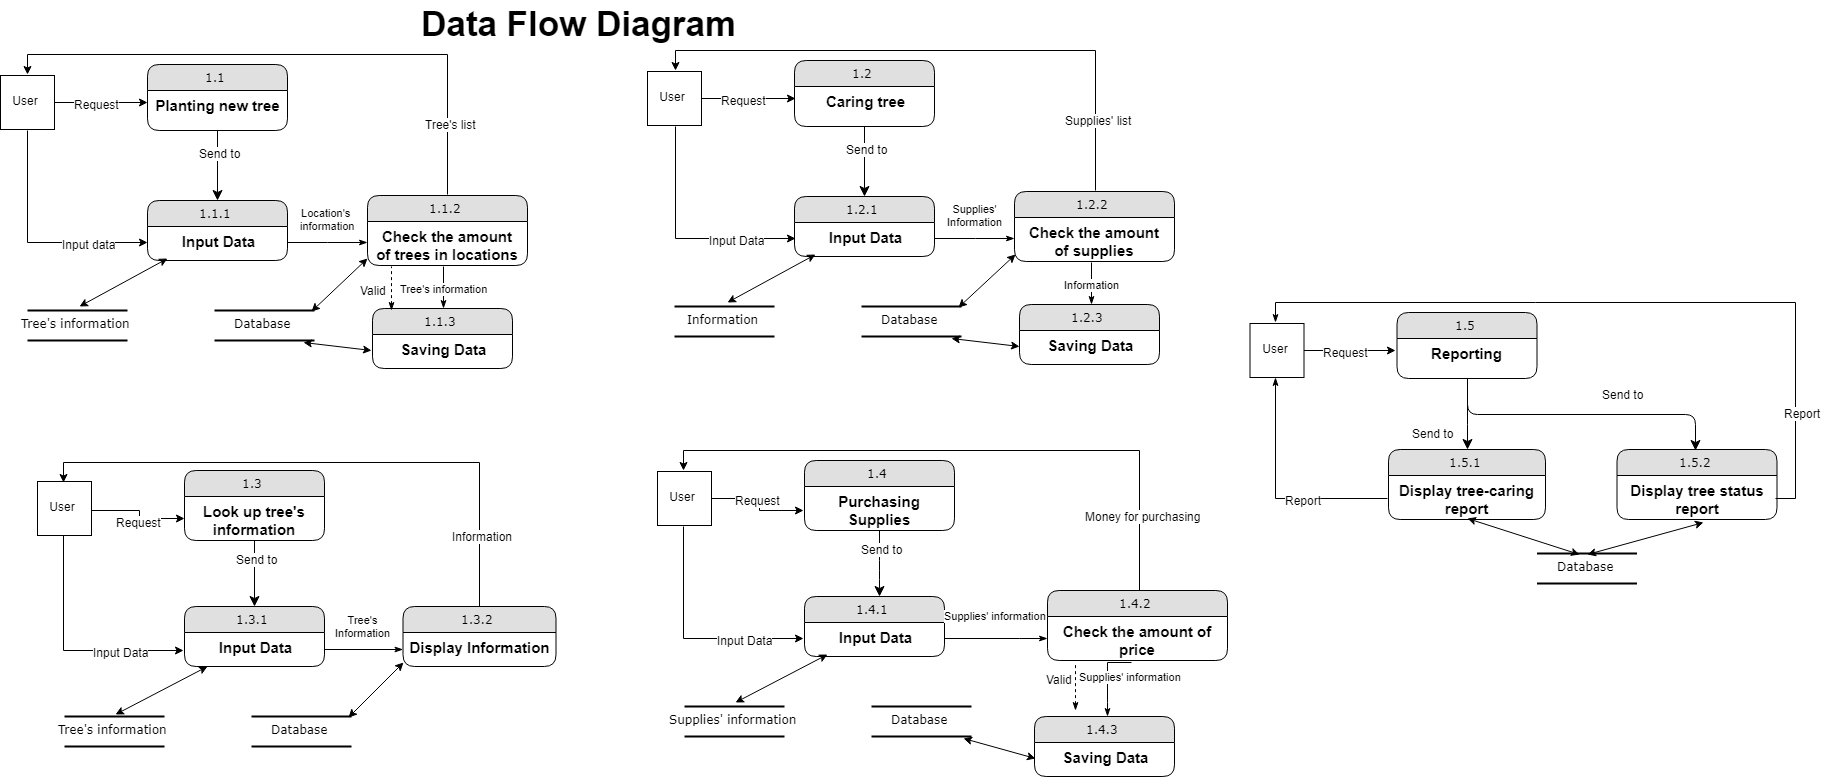 Data Flow Diagram
User
Request
1.1
Planting new tree
Send to
Tree's list
Input data
1.1.1
Input Data
Location's
information
1.1.2
Check the amount
of trees in locations
Valid
Tree's information
Tree's information
Database
1.1.3
Saving Data
User
Request
1.2
Caring tree
Send to
Supplies' list
Input Data
1.2.1
Input Data
Supplies'
Information
1.2.2
Check the amount
of supplies
Information
Information
Database
1.2.3
Saving Data
User
Request
1.3
Look up tree's
information
Send to
Information
Input Data
1.3.1
Input Data
Tree's
Information
1.3.2
Display Information
Tree's information
Database
User
Request
1.4
Purchasing
Supplies
Send to
Money for purchasing
Input Data
1.4.1
Input Data
Supplies' information
1.4.2
Check the amount of
price
Valid
Supplies' information
Supplies' information
Database
1.4.3
Saving Data
User
Request
1.5
Reporting
Send to
Send to
Report
1.5.1
Display tree-caring
report
1.5.2
Display tree status
report
Report
Database